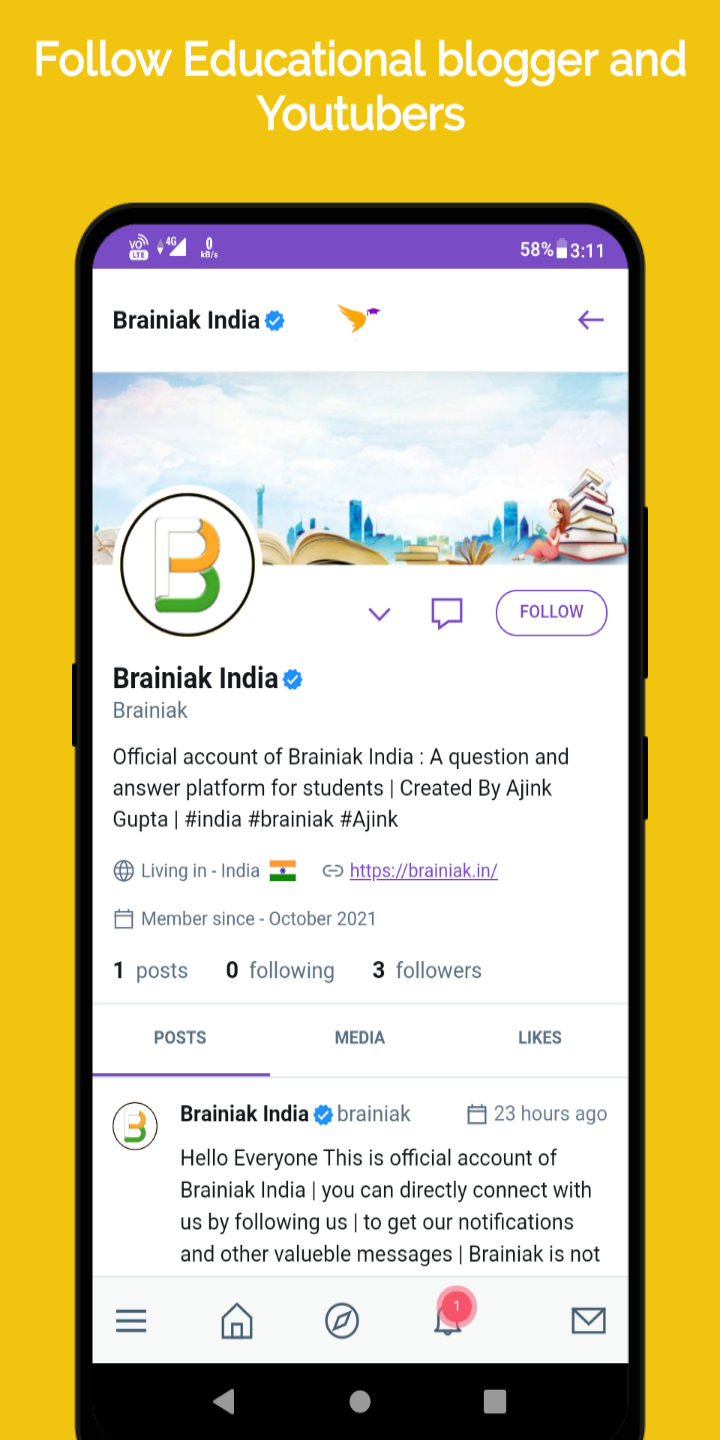 Follow Educational blogger and
Youtubers
VO LTE 4G 0 kB/s 58% 3:11
Brainiak India
B
Brainiak India
Brainiak
FOLLOW
Official account of Brainiak India : A question and
answer platform for students | Created By Ajink
Gupta | #india #brainiak #Ajink
Living in - India https://brainiak.in/
Member since - October 2021
1 posts 0 following 3 followers
POSTS MEDIA LIKES
B
Brainiak India brainiak 23 hours ago
Hello Everyone This is official account of
Brainiak India | you can directly connect with
us by following us | to get our notifications
and other valueble messages | Brainiak is not
1